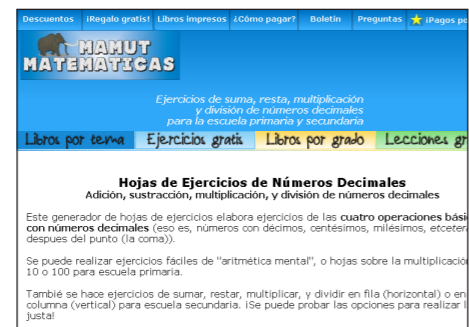 Descuentos ¡Regalo gratis! Libros impresos ¿Cómo pagar? Boletin Preguntas ¡Pagos po
MAMUT
MATEMATICAS
Ejercicios de suma, resta, multiplicación
y división de números decimales
para la escuela primaria y secundaria
Libros por tema Ejercicios gratis Libros por grado Lecciones gr
Hojas de Ejercicios de Números Decimales
Adición, sustracción, multiplicación, y división de números decimales
Este generador de hojas de ejercicios elabora ejercicios de las cuatro operaciones bási
con números decimales (eso es, números con décimos, centésimos, milésimos, etcetera
despues del punto (la coma)).
Se puede realizar ejercicios fáciles de "aritmética mental", o hojas sobre la multiplicació
10 o 100 para escuela primaria.
També se hace ejercicios de sumar, restar, multiplicar, y dividir en fila (horizontal) o en
columna (vertical) para escuela secundaria. ¡Se puede probar las opciones para realizar l
justa!